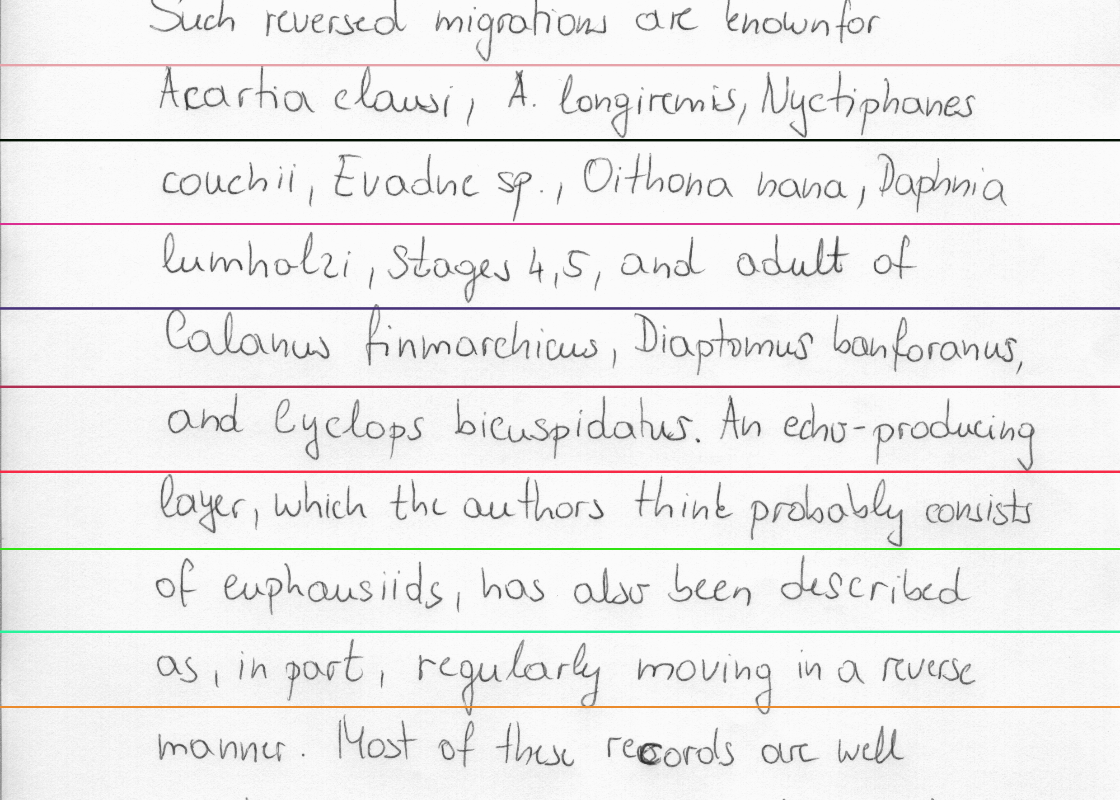 Such reversed migrations are known for
Acartia clausi, A. longiremis, Nyctiphanes
couchii, Evadne sp., Oithona nana, Daphnia
lumholzi, Stages 4,5, and adult of
Calanus finmarchicus, Diaptomus banforanus,
and Cyclops bicuspidatus. An echo-producing
layer, which the authors think probably consists
of euphausiids, has also been described
as, in part, regularly moving in a reverse
manner. Most of these records are well